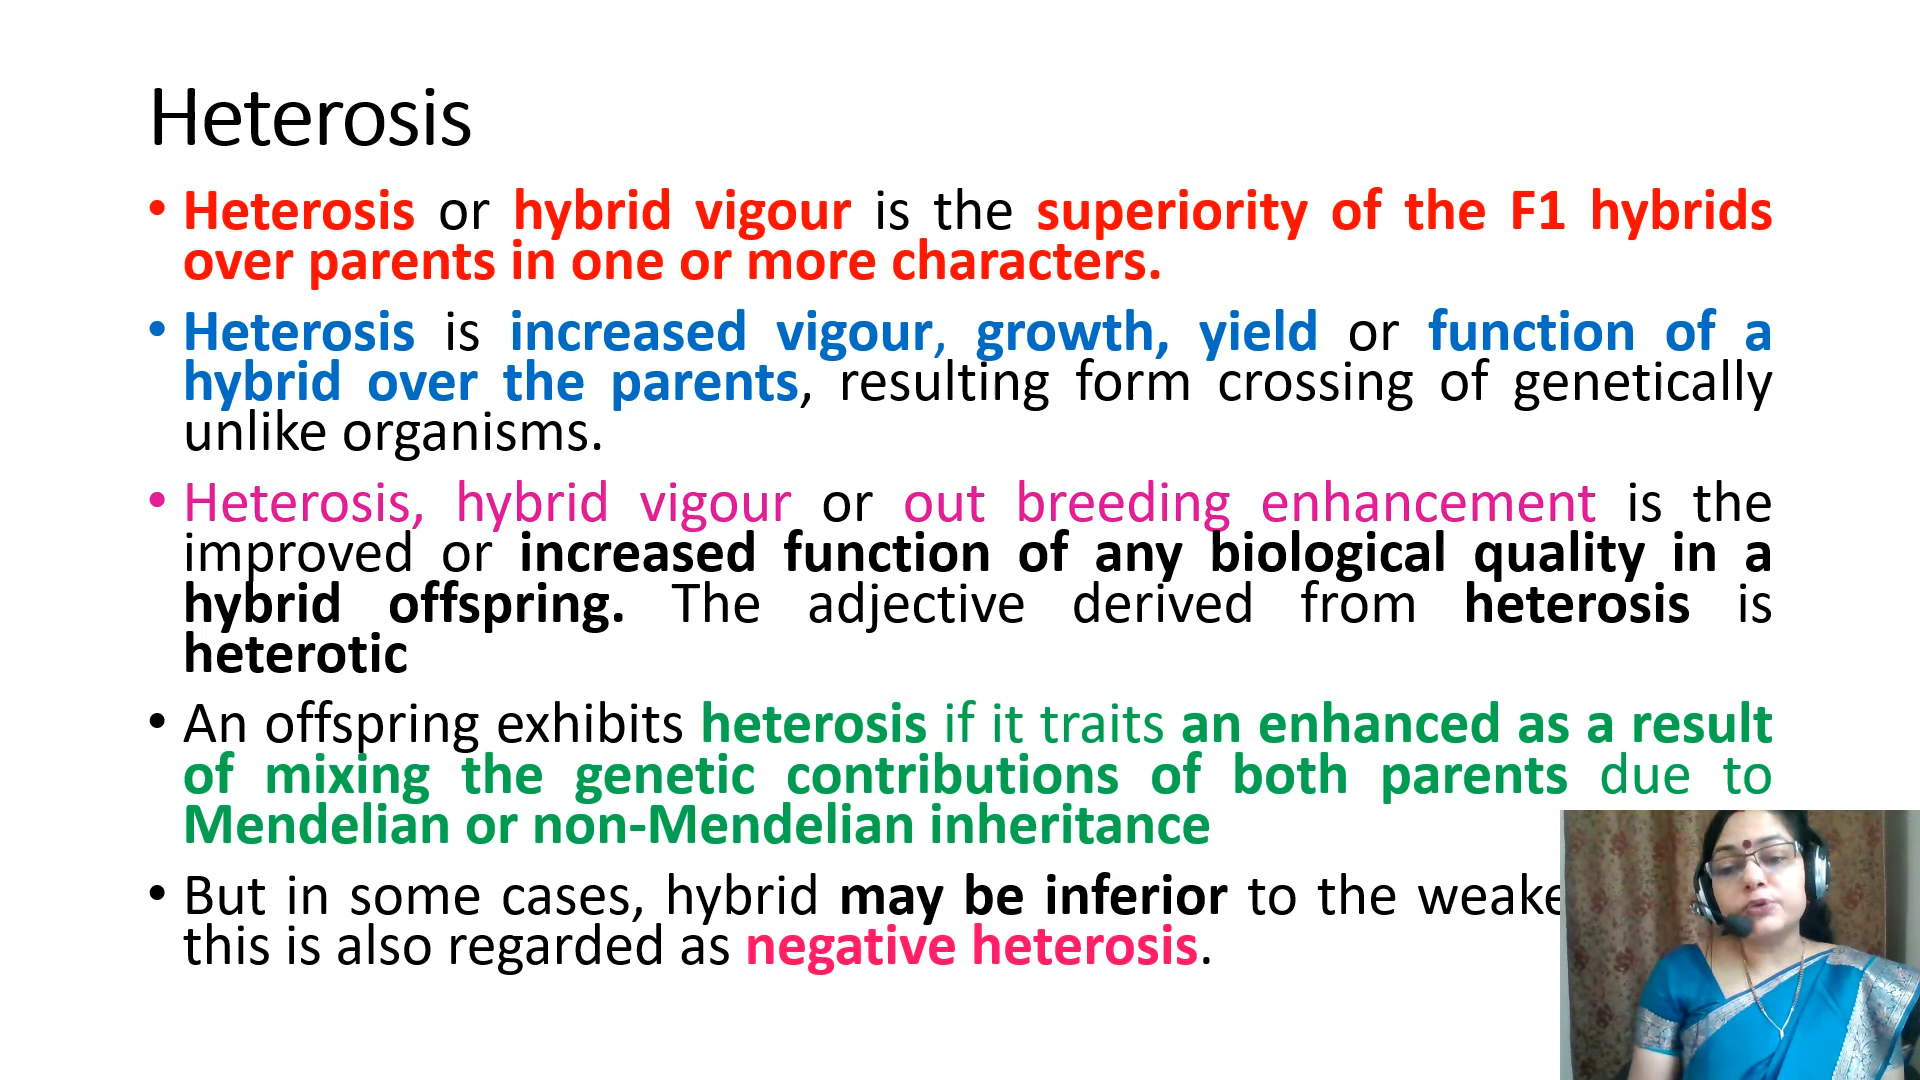 Heterosis
• Heterosis or hybrid vigour is the superiority of the F1 hybrids
over parents in one or more characters.
• Heterosis is increased vigour, growth, yield or function of a
hybrid over the parents, resulting form crossing of genetically
unlike organisms.
• Heterosis, hybrid vigour or out breeding enhancement is the
improved or increased function of any biological quality in a
hybrid offspring. The adjective derived from heterosis is
heterotic
• An offspring exhibits heterosis if it traits an enhanced as a result
of mixing the genetic contributions of both parents due to
Mendelian or non-Mendelian inheritance
• But in some cases, hybrid may be inferior to the
this is also regarded as negative heterosis.